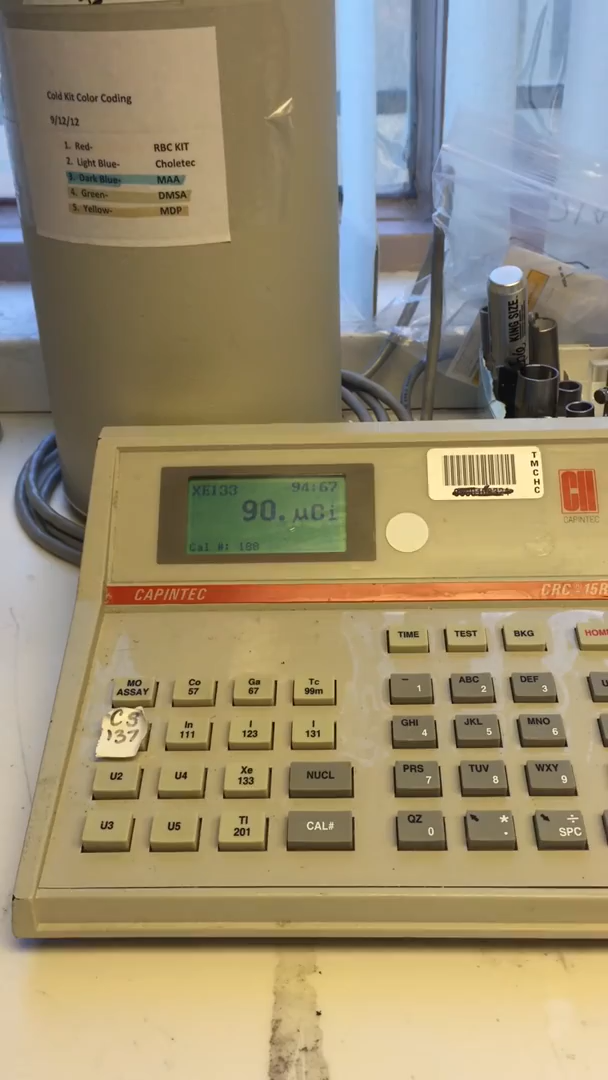 Cold Kit Color Coding
9/12/12
1. Red- RBC KIT
2. Light Blue- Choletec
3. Dark Blue- MAA
4. Green- DMSA
5. Yellow- MDP
KING SIZE
XE133 94:67
90. µCi
Cal #: 188
TMCHC
CAPINTEC
CAPINTEC CRC-15R
TIME TEST BKG HOME
MO ASSAY Co 57 Ga 67 Tc 99m 1 ABC 2 DEF 3
CS 137 In 111 I 123 I 131 GHI 4 JKL 5 MNO 6
U2 U4 Xe 133 NUCL PRS 7 TUV 8 WXY 9
U3 U5 Tl 201 CAL# QZ 0 * . ÷ SPC